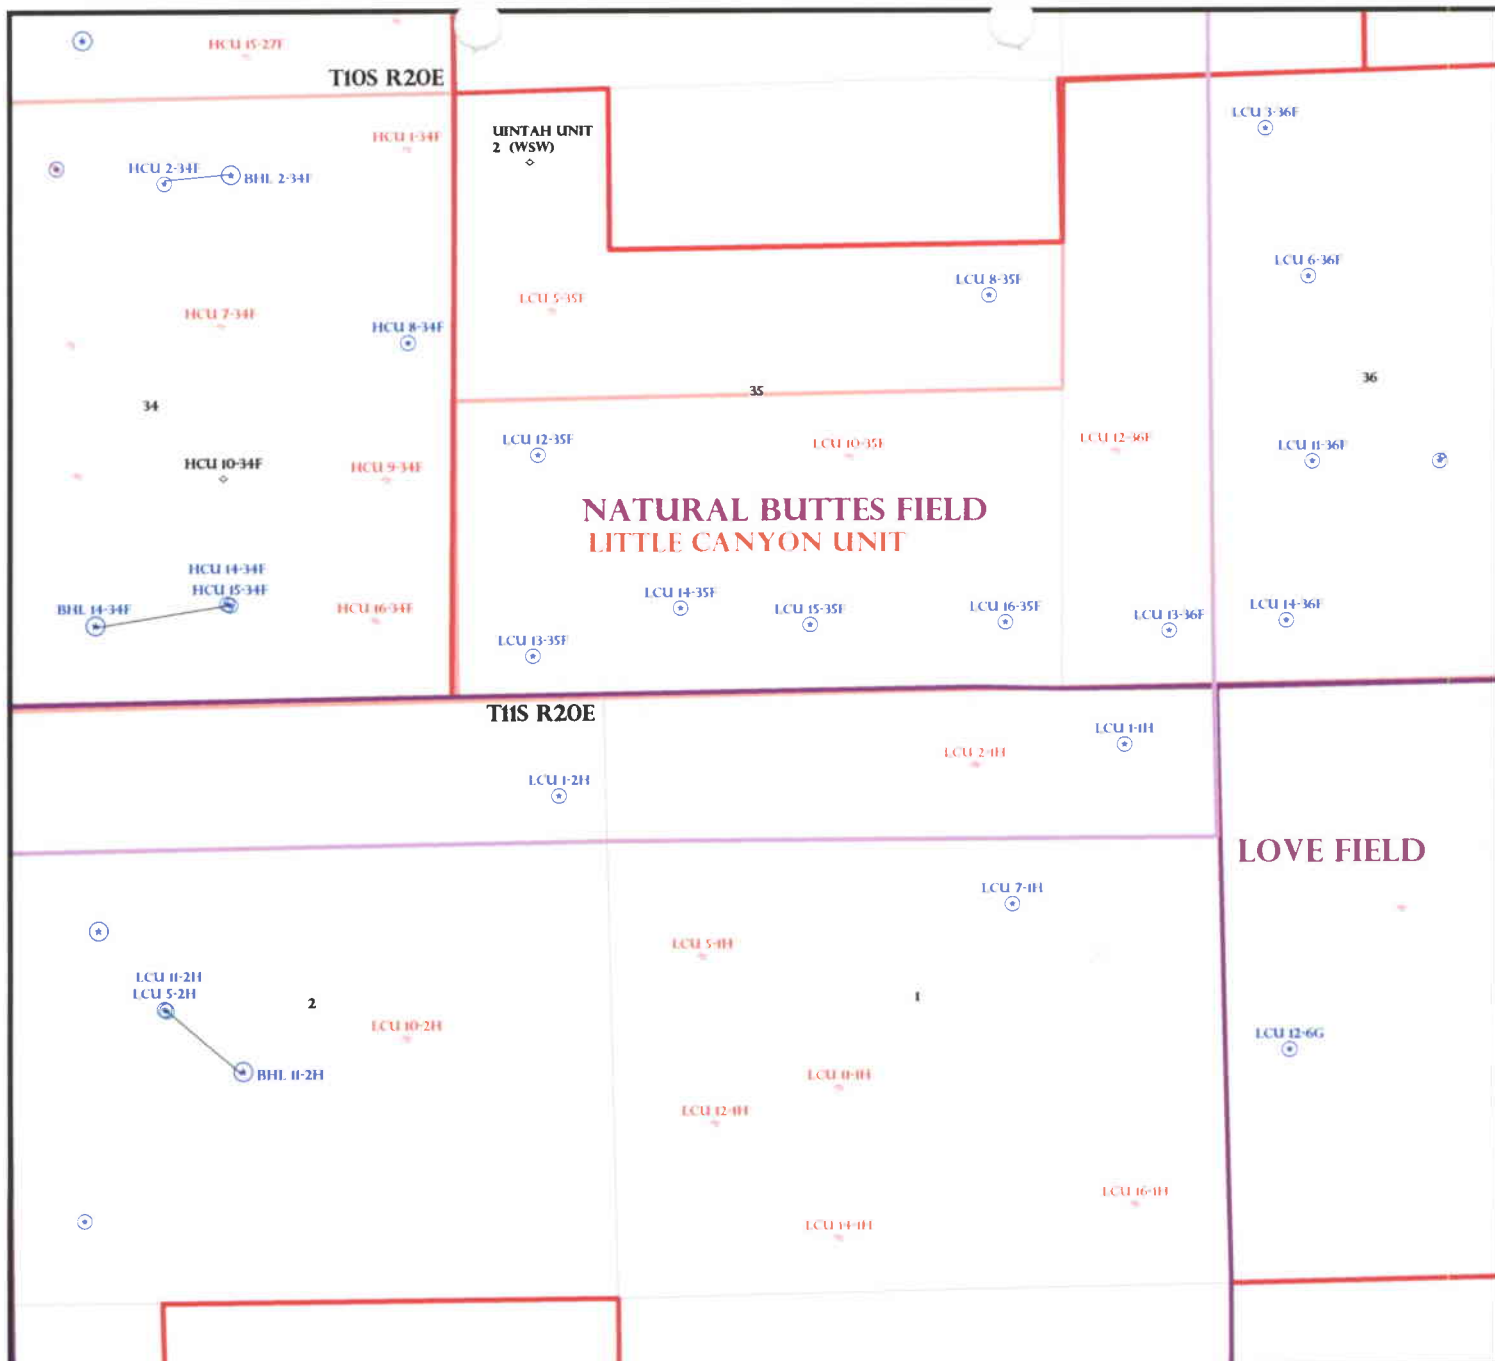 HCU 15-27F
T10S R20E
LCU 3-36F
UINTAH UNIT
2 (WSW)
HCU 1-34F
HCU 2-34F
BHL 2-34F
LCU 6-36F
LCU 8-35F
LCU 5-35F
HCU 7-34F
HCU 8-34F
36
35
34
LCU 12-35F
LCU 10-35F
LCU 12-36F
LCU 11-36F
HCU 10-34F
HCU 9-34F
NATURAL BUTTES FIELD
LITTLE CANYON UNIT
HCU 14-34F
HCU 15-34F
BHL 14-34F
HCU 16-34F
LCU 14-35F
LCU 15-35F
LCU 16-35F
LCU 13-36F
LCU 14-36F
LCU 13-35F
T11S R20E
LCU 1-1H
LCU 2-1H
LCU 1-2H
LOVE FIELD
LCU 7-1H
LCU 5-1H
LCU 11-2H
LCU 5-2H
2
1
LCU 10-2H
LCU 12-6G
BHL 11-2H
LCU 11-1H
LCU 12-1H
LCU 16-1H
LCU 14-1H